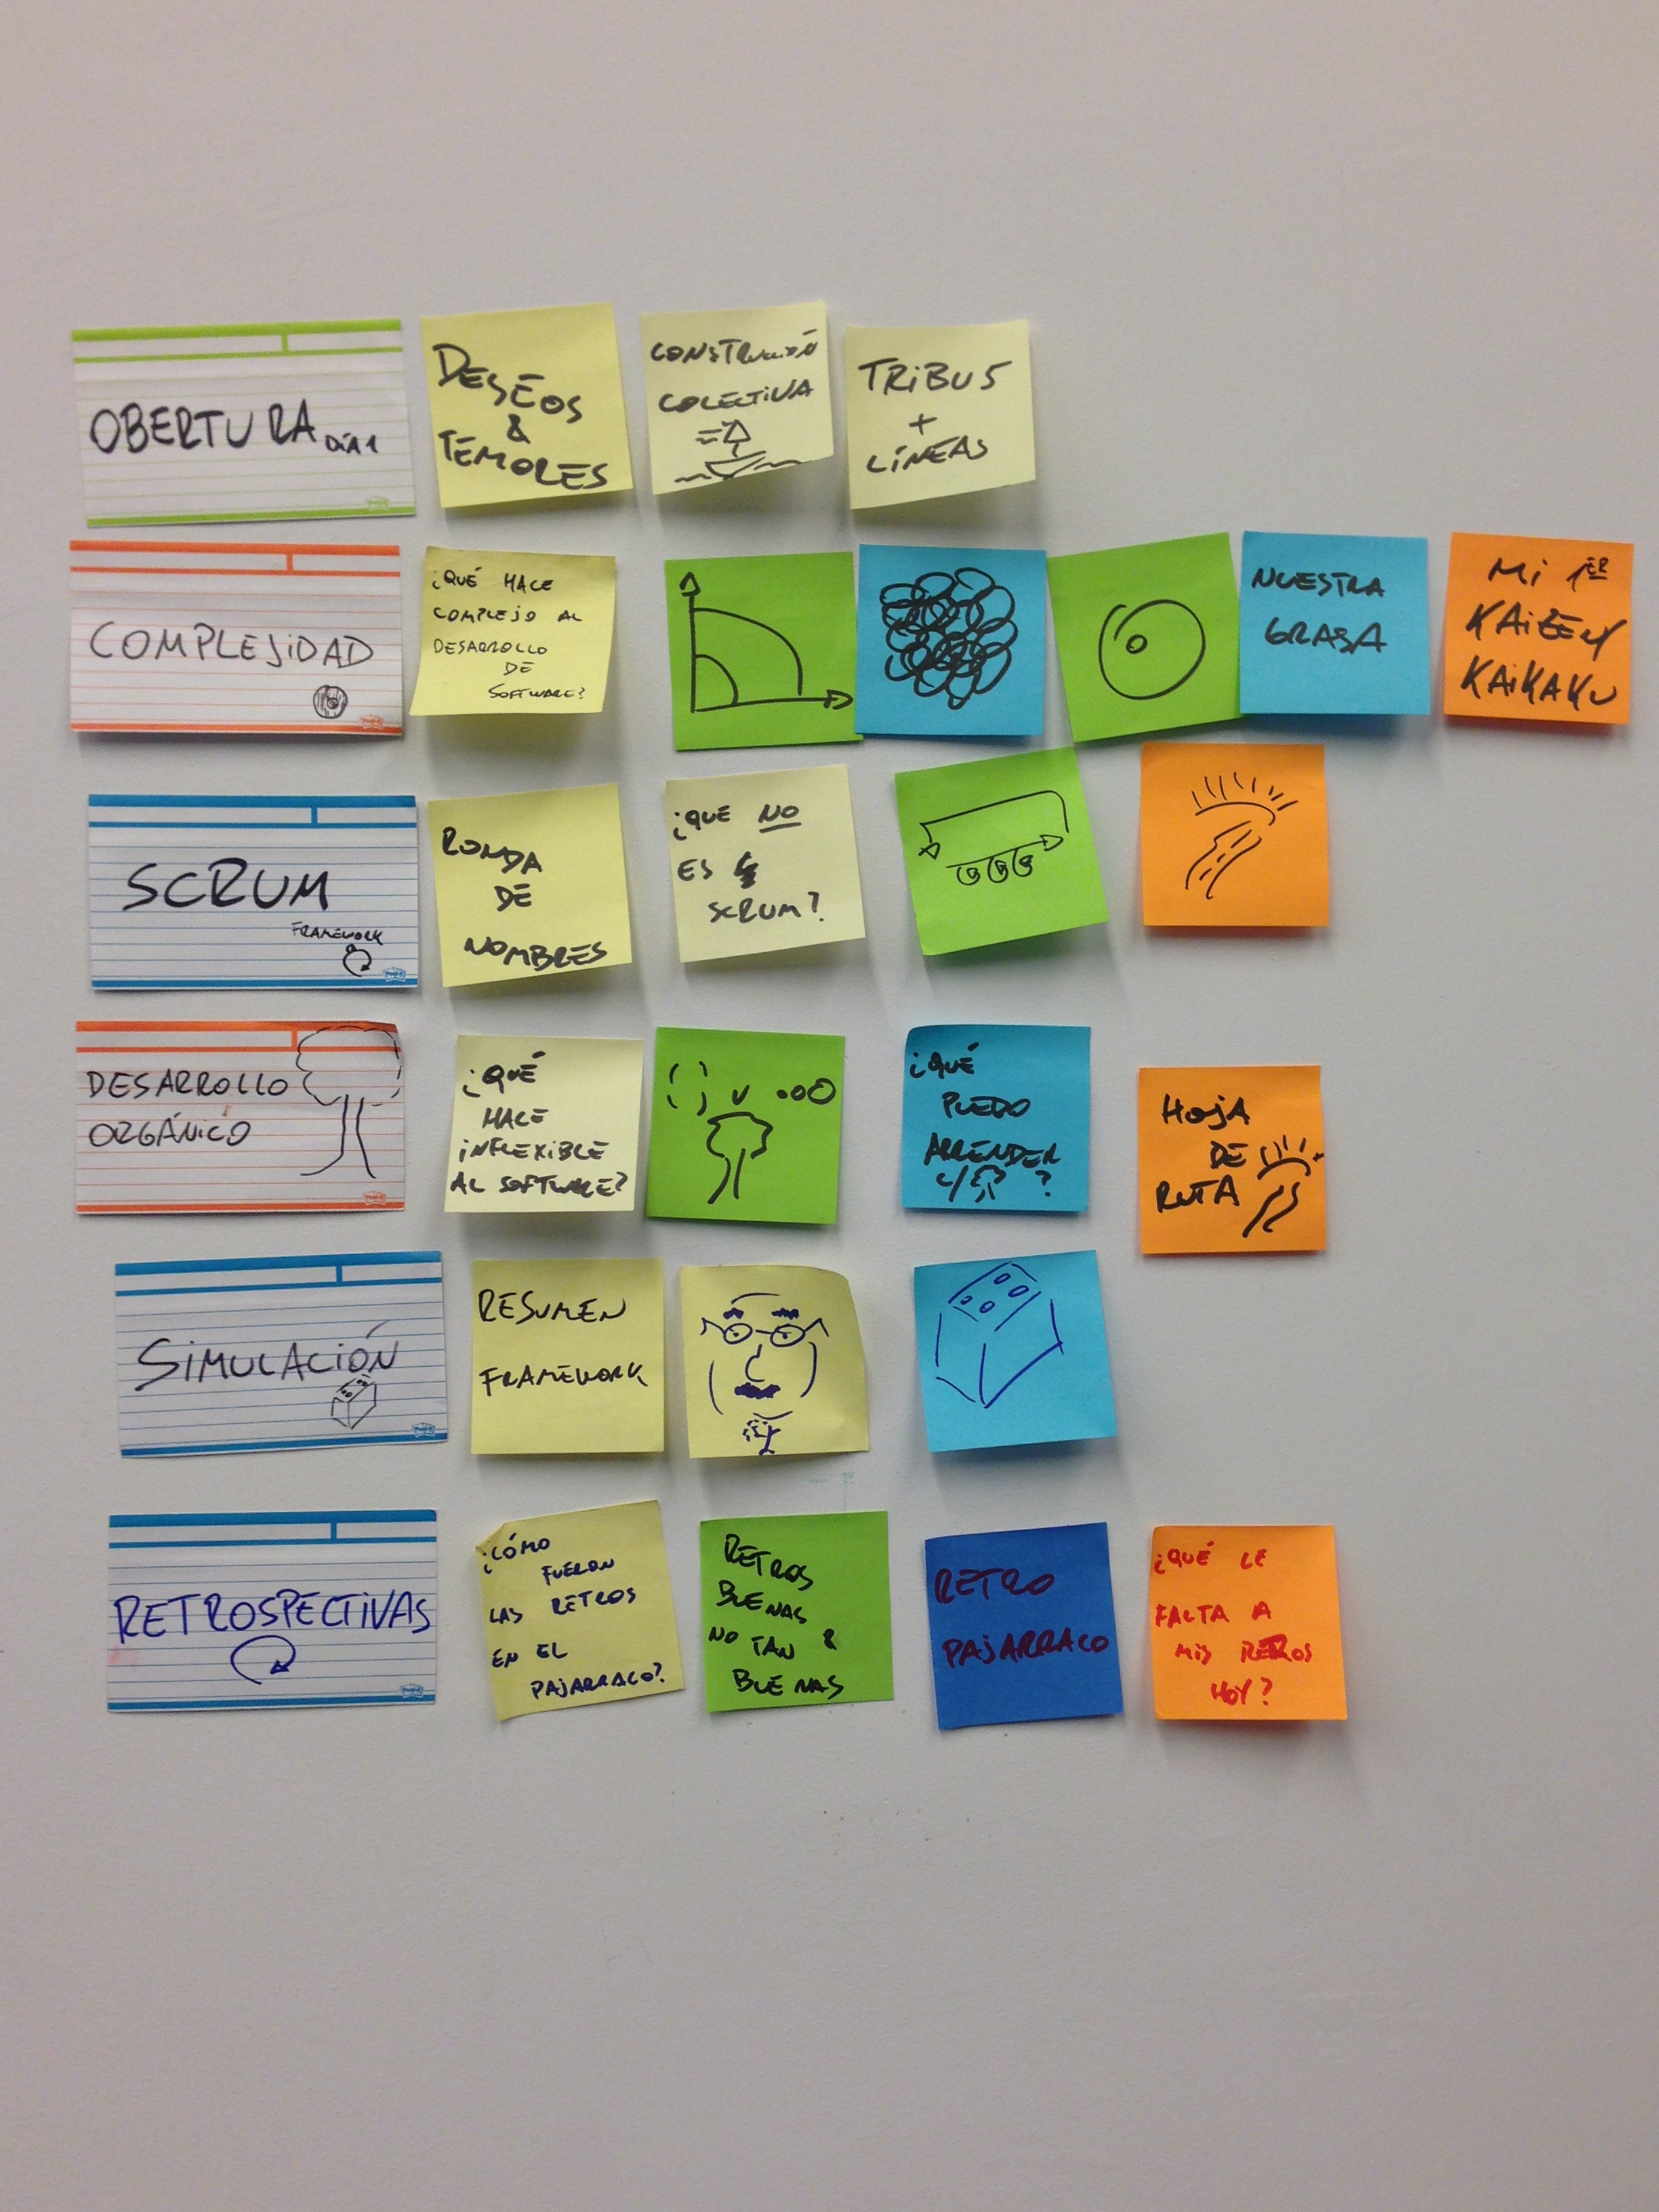 OBERTURA DÍA 1
DESEOS
&
TEMORES
CONSTRUCCIÓN
COLECTIVA
TRIBUS
+
LÍNEAS
COMPLEJIDAD
¿QUÉ HACE
COMPLEJO AL
DESARROLLO
DE
SOFTWARE?
NUESTRA
GRASA
Mi 1ER
KAIZEN
KAIKAKU
SCRUM
FRAMEWORK
RONDA
DE
NOMBRES
¿QUE NO
ES
SCRUM?
DESARROLLO
ORGÁNICO
¿QUÉ
HACE
INFLEXIBLE
AL SOFTWARE?
¿QUÉ
PUEDO
APRENDER
C/ ?
HOJA
DE
RUTA
SIMULACIÓN
RESUMEN
FRAMEWORK
RETROSPECTIVAS
¿CÓMO
FUERON
LAS RETROS
EN EL
PAJARRACO?
RETROS
BUENAS
NO TAN &
BUENAS
RETRO
PAJARRACO
¿QUÉ LE
FALTA A
MIS RETROS
HOY?